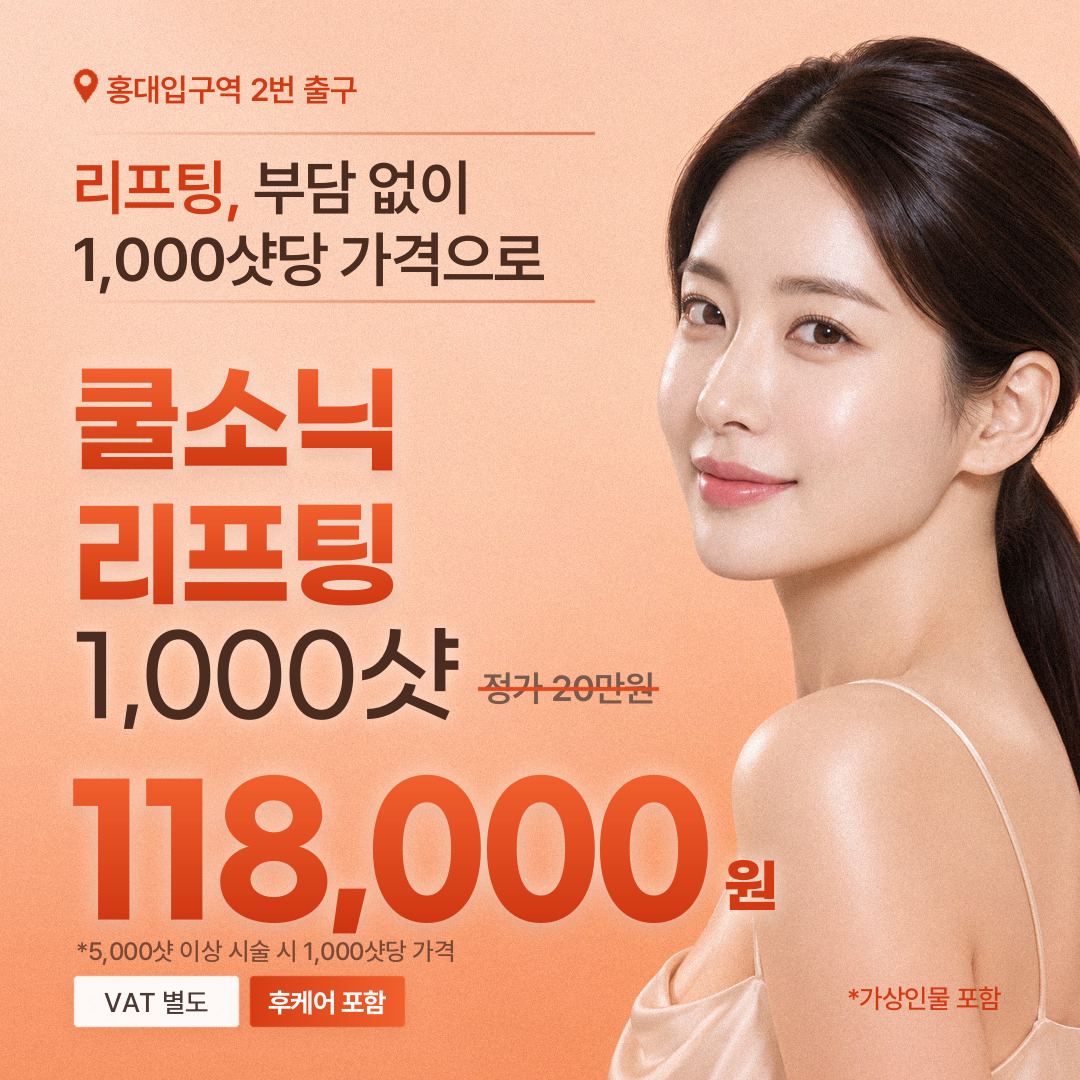 홍대입구역 2번 출구
리프팅, 부담 없이
1,000샷당 가격으로
쿨소닉
리프팅
1,000샷 정가 20만원
118,000원
*5,000샷 이상 시술 시 1,000샷당 가격
VAT 별도 후케어 포함
*가상인물 포함